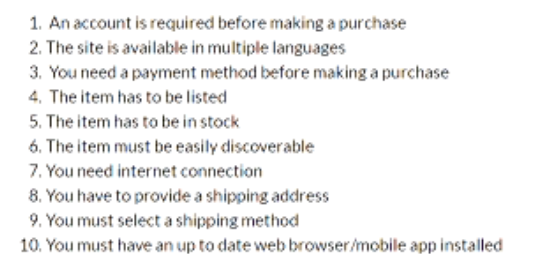 1. An account is required before making a purchase
2. The site is available in multiple languages
3. You need a payment method before making a purchase
4. The item has to be listed
5. The item has to be in stock
6. The item must be easily discoverable
7. You need internet connection
8. You have to provide a shipping address
9. You must select a shipping method
10. You must have an up to date web browser/mobile app installed